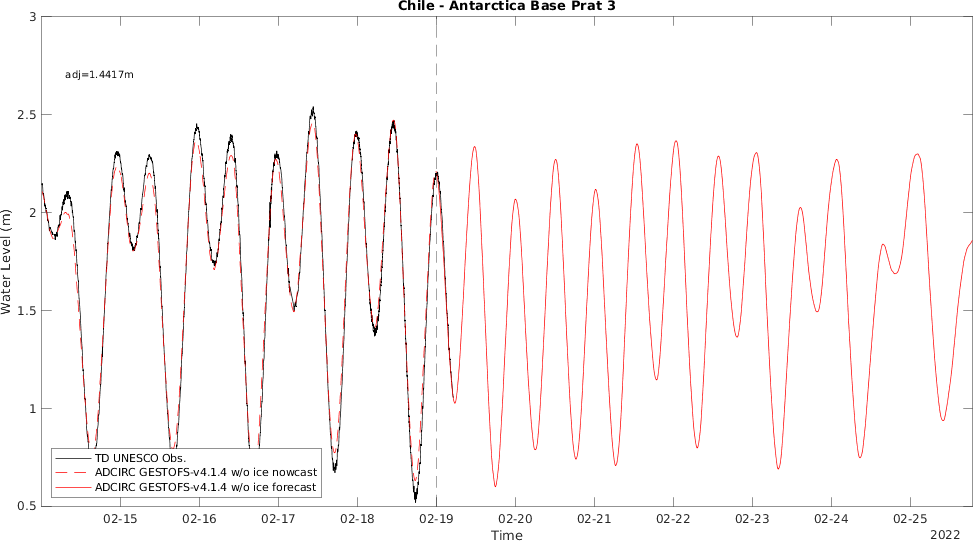 Chile - Antarctica Base Prat 3
3
adj=1.4417m
2.5
2
1.5
1
0.5
Water Level (m)
TD UNESCO Obs.
ADCIRC GESTOFS-v4.1.4 w/o ice nowcast
ADCIRC GESTOFS-v4.1.4 w/o ice forecast
02-15 02-16 02-17 02-18 02-19 02-20 02-21 02-22 02-23 02-24 02-25
Time
2022